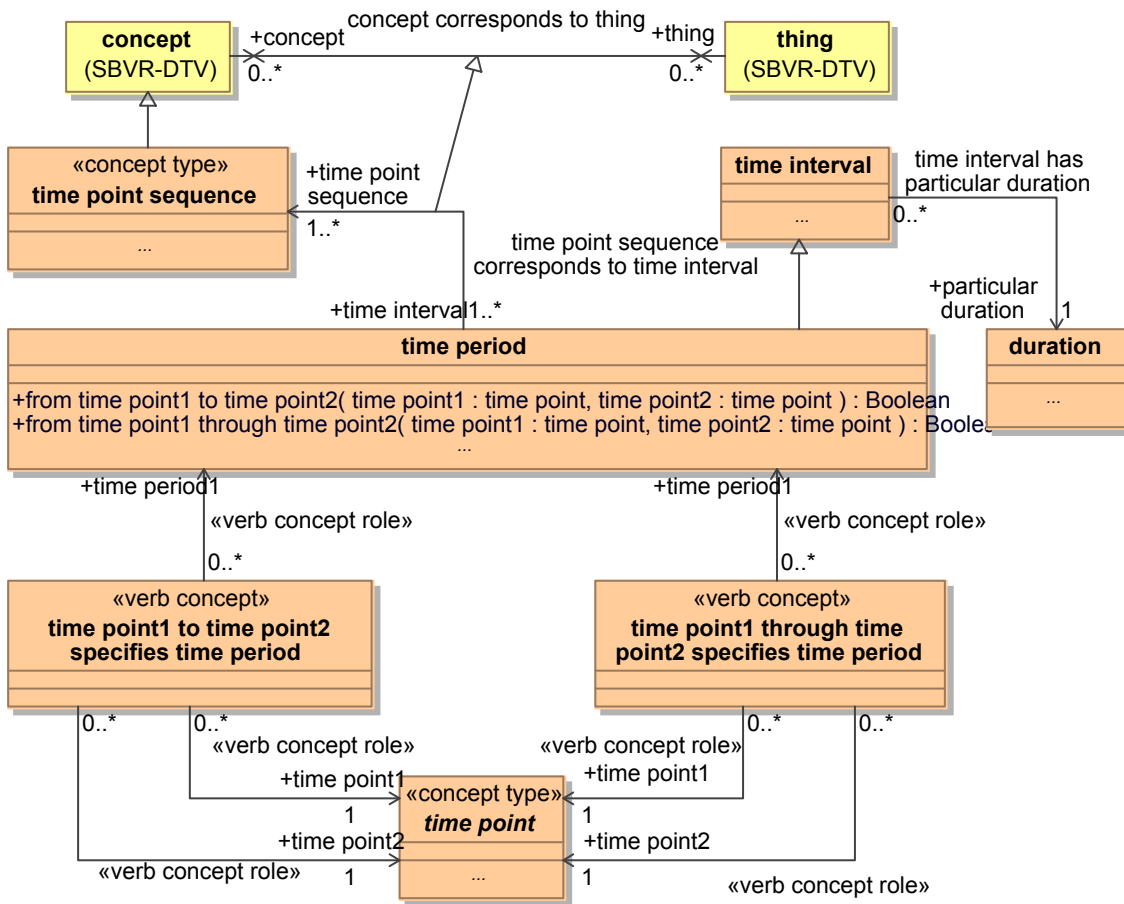 concept corresponds to thing
concept
(SBVR-DTV)
+concept
0..*
+thing
0..*
thing
(SBVR-DTV)
«concept type»
time point sequence
...
+time point
sequence
1..*
time interval
...
time interval has
particular duration
0..*
time point sequence
corresponds to time interval
+particular
duration
1
+time interval1..*
duration
...
time period
+from time point1 to time point2( time point1 : time point, time point2 : time point ) : Boolean
+from time point1 through time point2( time point1 : time point, time point2 : time point ) : Boolea
...
+time period1
+time period1
«verb concept role»
«verb concept role»
0..*
0..*
«verb concept»
time point1 to time point2
specifies time period
«verb concept»
time point1 through time
point2 specifies time period
0..*
0..*
0..*
0..*
«verb concept role»
«verb concept role»
+time point1
1
+time point1
1
«concept type»
time point
...
+time point2
1
+time point2
1
«verb concept role»
«verb concept role»